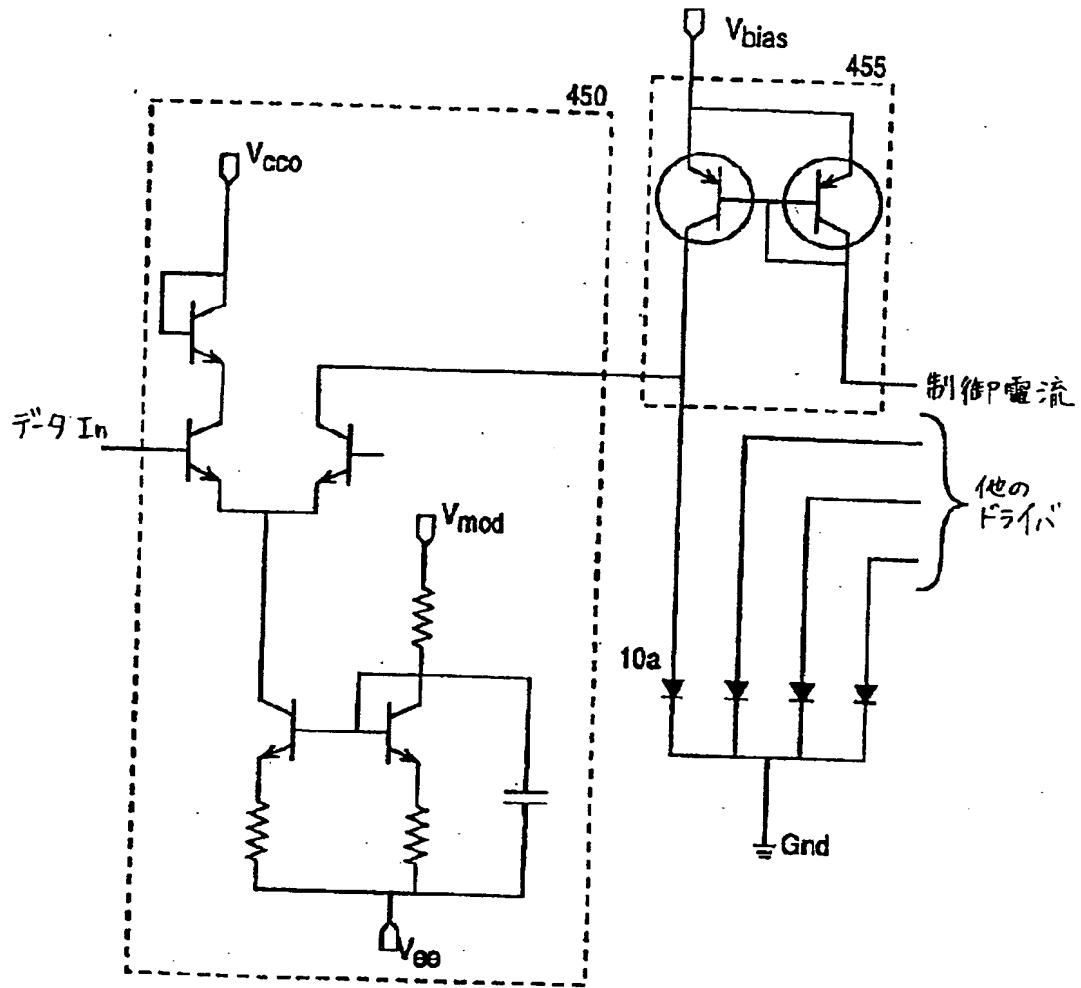 Vbias
455
450
Vcco
制御電流
データ In
他の
ドライバ
Vmod
10a
Gnd
Vee